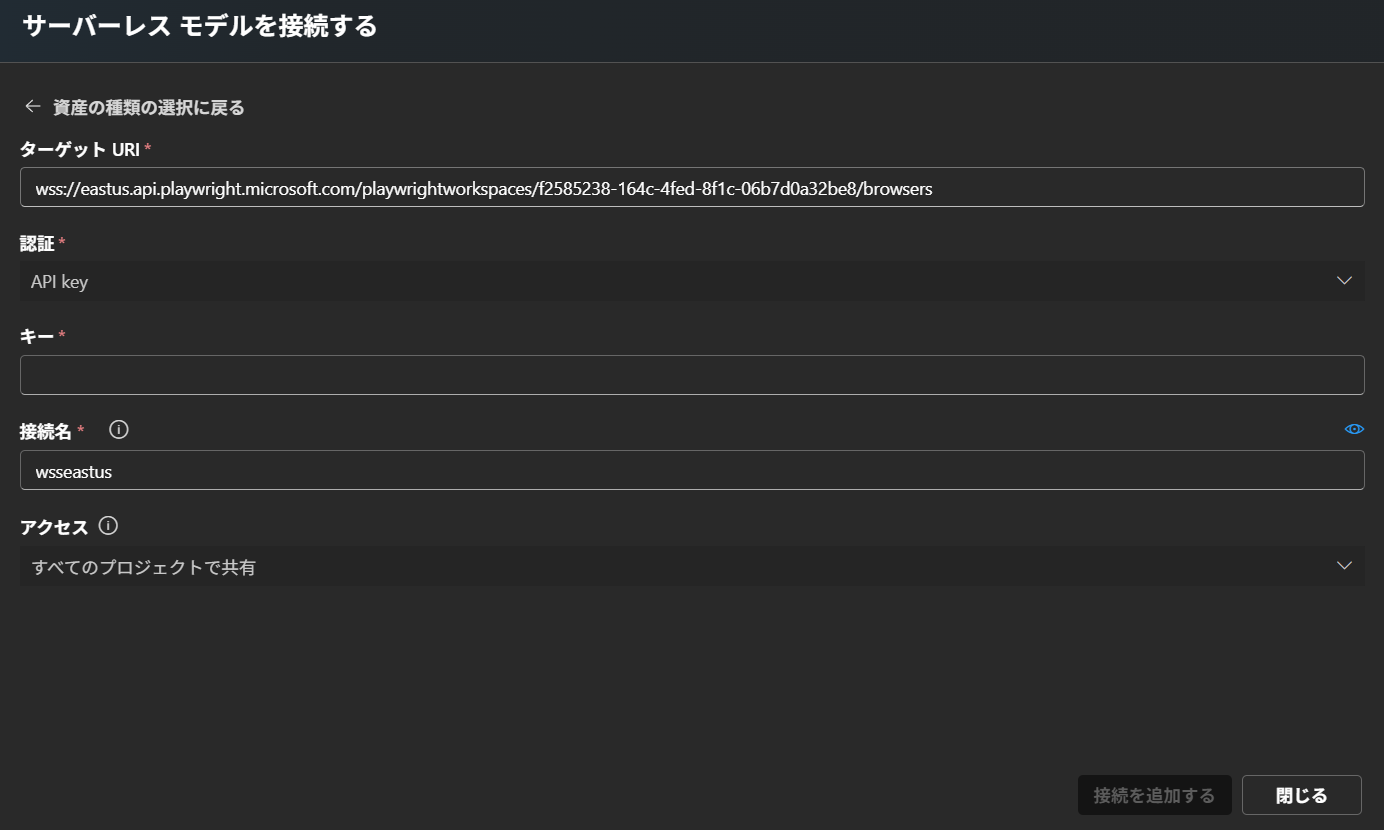 サーバーレス モデルを接続する
← 資産の種類の選択に戻る
ターゲット URI *
wss://eastus.api.playwright.microsoft.com/playwrightworkspaces/f2585238-164c-4fed-8f1c-06b7d0a32be8/browsers
認証 *
API key
キー *
接続名 *
wsseastus
アクセス
すべてのプロジェクトで共有
接続を追加する 閉じる